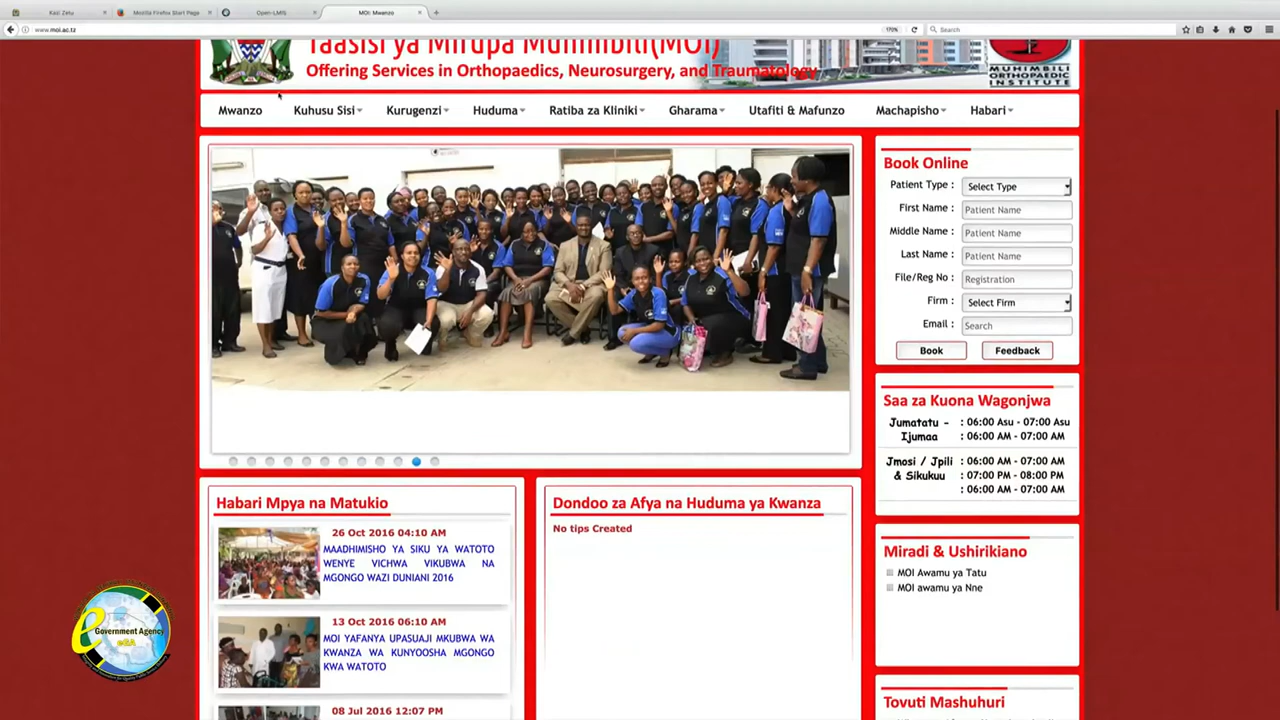 Kasi Zetu
Mozilla Firefox Start Page
Open-LMIS
MOI: Mwanzo
www.moi.ac.tz
170%
Search
Taasisi ya Mifupa Muhimbili(MOI)
Offering Services in Orthopaedics, Neurosurgery, and Traumatology
MUHIMBILI
ORTHOPAEDIC
INSTITUTE
Mwanzo
Kuhusu Sisi
Kurugenzi
Huduma
Ratiba za Kliniki
Gharama
Utafiti & Mafunzo
Machapisho
Habari
Book Online
Patient Type : Select Type
First Name : Patient Name
Middle Name : Patient Name
Last Name : Patient Name
File/Reg No : Registration
Firm : Select Firm
Email : Search
Book Feedback
Saa za Kuona Wagonjwa
Jumatatu - : 06:00 Asu - 07:00 Asu
Ijumaa : 06:00 AM - 07:00 AM
Jmosi / Jpili : 06:00 AM - 07:00 AM
& Sikukuu : 07:00 PM - 08:00 PM
: 06:00 AM - 07:00 AM
Habari Mpya na Matukio
26 Oct 2016 04:10 AM
MAADHIMISHO YA SIKU YA WATOTO
WENYE VICHWA VIKUBWA NA
MGONGO WAZI DUNIANI 2016
13 Oct 2016 06:10 AM
MOI YAFANYA UPASUAJI MKUBWA WA
KWANZA WA KUNYOOSHA MGONGO
KWA WATOTO
08 Jul 2016 12:07 PM
Dondoo za Afya na Huduma ya Kwanza
No tips Created
Miradi & Ushirikiano
MOI Awamu ya Tatu
MOI awamu ya Nne
Tovuti Mashuhuri
e
Government Agency
eGA